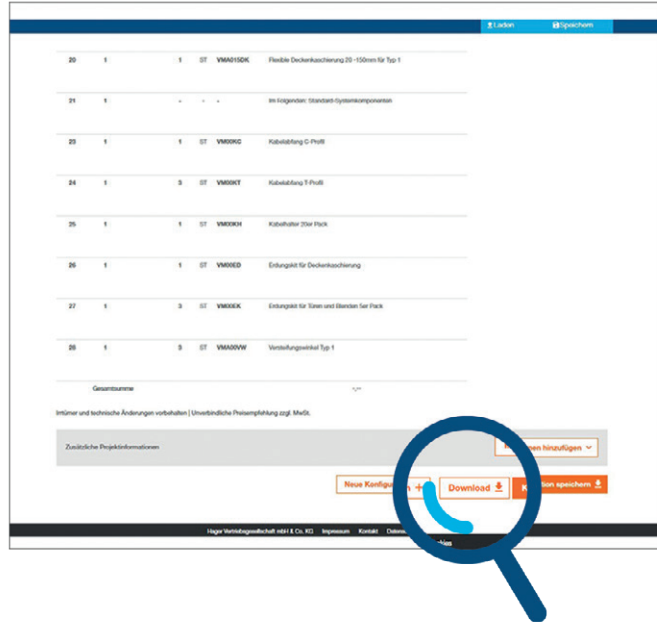 Laden Speichern
20 1 1 ST VMA01SDK Flexible Deckenkaschierung 20 -150mm für Typ 1
21 1 - - - Im Folgenden: Standard-Systemkomponenten
23 1 1 ST VM00KC Kabelabfang C-Profil
24 1 3 ST VM00KT Kabelabfang T-Profil
25 1 1 ST VM00KH Kabelhalter 20er Pack
26 1 1 ST VM00ED Erdungskit für Deckenkaschierung
27 1 3 ST VM00EK Erdungskit für Türen und Blenden 5er Pack
28 1 5 ST VMA00VW Versteifungswinkel Typ 1
Gesamtsumme -,--
Irrtümer und technische Änderungen vorbehalten | Unverbindliche Preisempfehlung zzgl. MwSt.
Zusätzliche Projektinformationen hinzufügen
Neue Download speichern
Hager Vertriebsgesellschaft mbH & Co. KG Impressum Kontakt